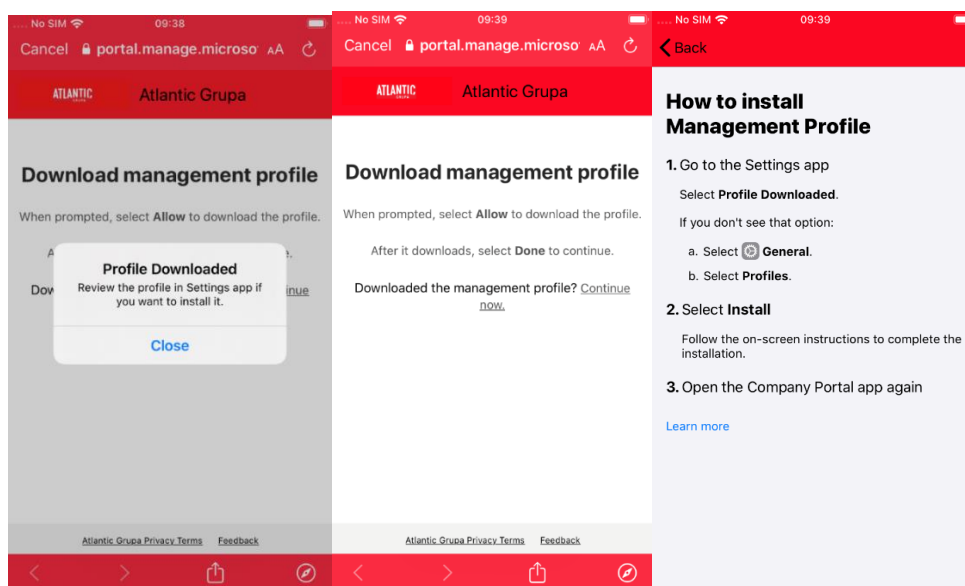 .... No SIM 09:38
Cancel portal.manage.microso AA
ATLANTIC
GRUPA
Atlantic Grupa
Download management profile
When prompted, select Allow to download the profile.
Profile Downloaded
Review the profile in Settings app if
you want to install it.
Close
Atlantic Grupa Privacy Terms Feedback
.... No SIM 09:39
Cancel portal.manage.microso AA
ATLANTIC
GRUPA
Atlantic Grupa
Download management profile
When prompted, select Allow to download the profile.
After it downloads, select Done to continue.
Downloaded the management profile? Continue
now.
Atlantic Grupa Privacy Terms Feedback
.... No SIM 09:39
Back
How to install
Management Profile
1. Go to the Settings app
Select Profile Downloaded.
If you don't see that option:
a. Select General.
b. Select Profiles.
2. Select Install
Follow the on-screen instructions to complete the
installation.
3. Open the Company Portal app again
Learn more